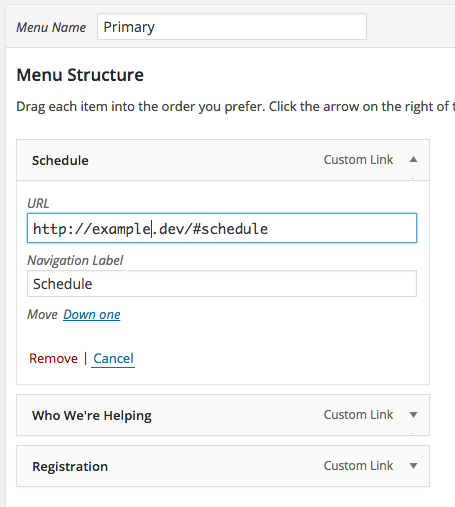 Menu Name Primary
Menu Structure
Drag each item into the order you prefer. Click the arrow on the right of t
Schedule Custom Link
URL
http://example.dev/#schedule
Navigation Label
Schedule
Move Down one
Remove | Cancel
Who We're Helping Custom Link
Registration Custom Link